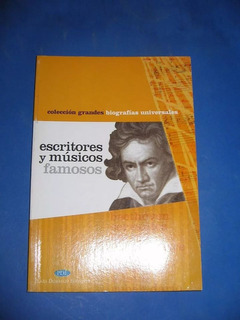 colección grandes biografías universales
escritores
y músicos
famosos